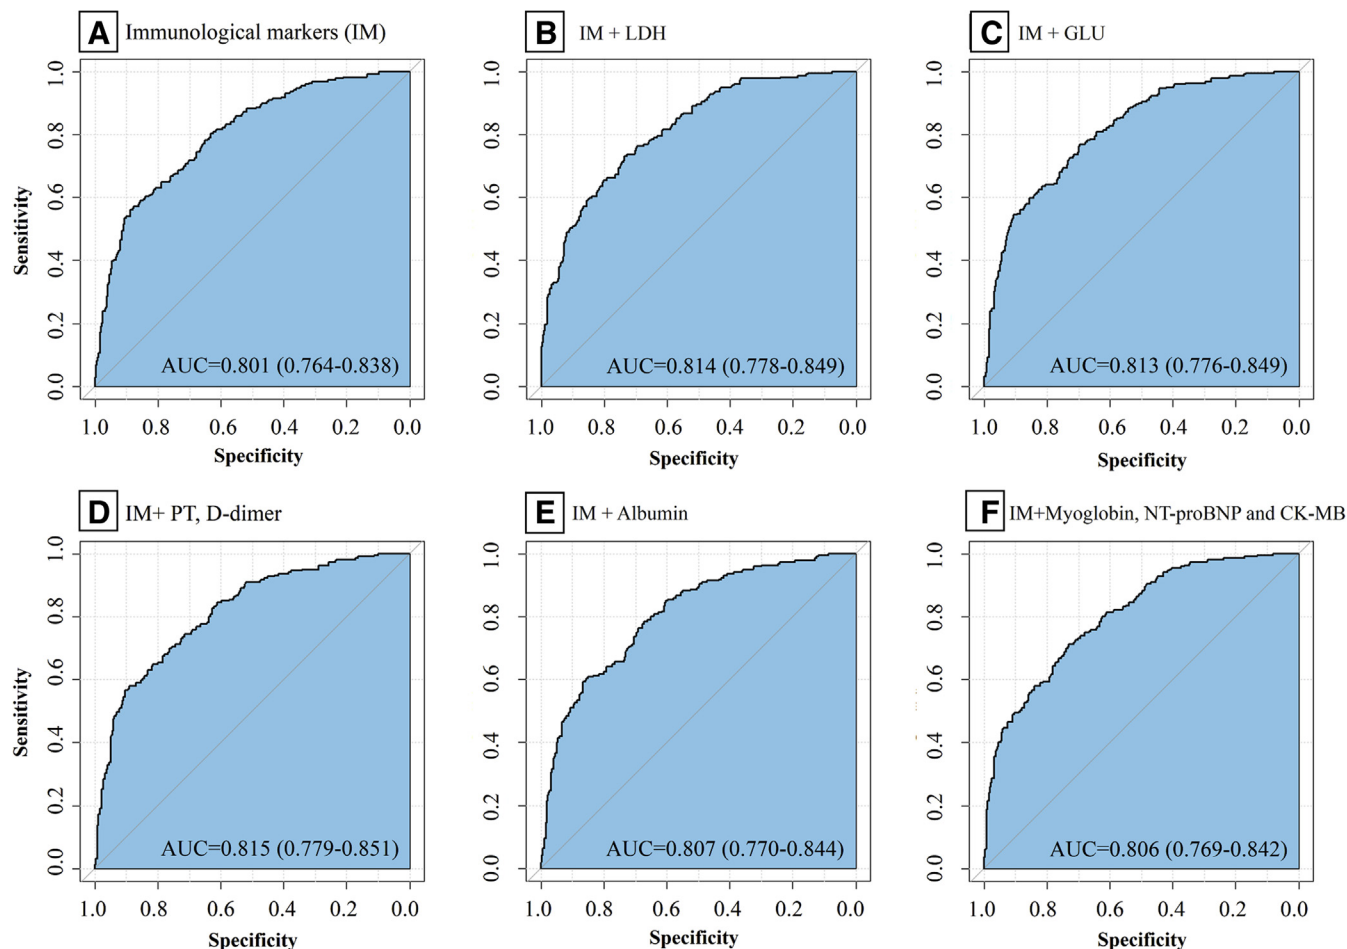 A Immunological markers (IM)
1.0
0.8
0.6
0.4
0.2
0.0
Sensitivity
AUC=0.801 (0.764-0.838)
1.0 0.8 0.6 0.4 0.2 0.0
Specificity
B IM + LDH
1.0
0.8
0.6
0.4
0.2
0.0
AUC=0.814 (0.778-0.849)
1.0 0.8 0.6 0.4 0.2 0.0
Specificity
C IM + GLU
1.0
0.8
0.6
0.4
0.2
0.0
AUC=0.813 (0.776-0.849)
1.0 0.8 0.6 0.4 0.2 0.0
Specificity
D IM+ PT, D-dimer
1.0
0.8
0.6
0.4
0.2
0.0
Sensitivity
AUC=0.815 (0.779-0.851)
1.0 0.8 0.6 0.4 0.2 0.0
Specificity
E IM + Albumin
1.0
0.8
0.6
0.4
0.2
0.0
AUC=0.807 (0.770-0.844)
1.0 0.8 0.6 0.4 0.2 0.0
Specificity
F IM+Myoglobin, NT-proBNP and CK-MB
1.0
0.8
0.6
0.4
0.2
0.0
AUC=0.806 (0.769-0.842)
1.0 0.8 0.6 0.4 0.2 0.0
Specificity